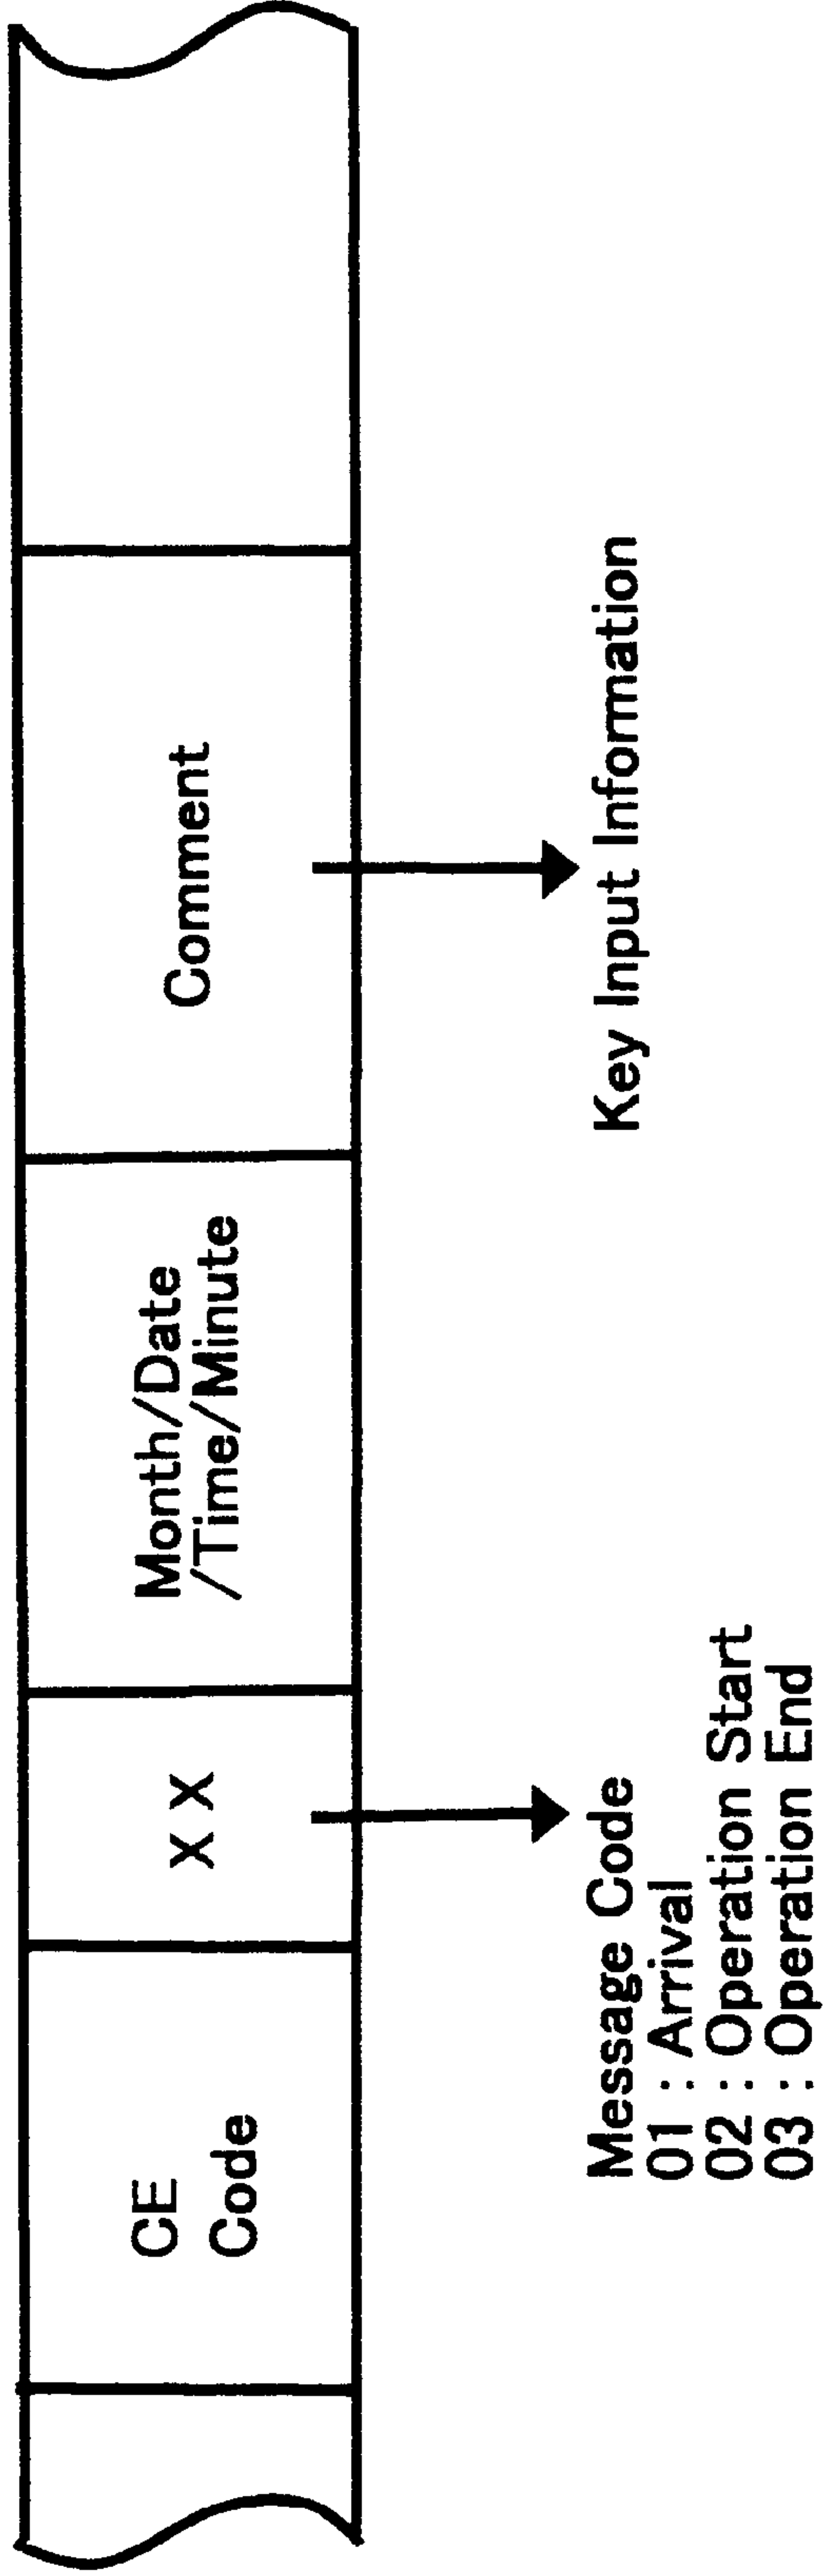 CE
Code
X X
Month/Date
/Time/Minute
Comment
Message Code
01 : Arrival
02 : Operation Start
03 : Operation End
Key Input Information